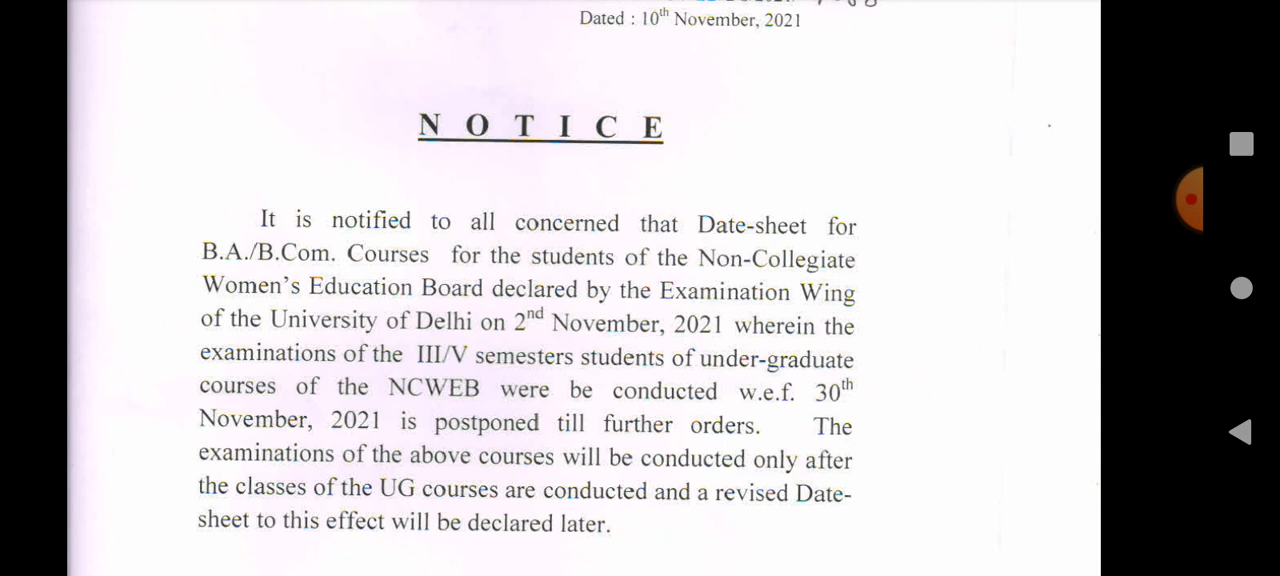 Dated : 10th November, 2021
N O T I C E
It is notified to all concerned that Date-sheet for
B.A./B.Com. Courses for the students of the Non-Collegiate
Women's Education Board declared by the Examination Wing
of the University of Delhi on 2nd November, 2021 wherein the
examinations of the III/V semesters students of under-graduate
courses of the NCWEB were be conducted w.e.f. 30th
November, 2021 is postponed till further orders. The
examinations of the above courses will be conducted only after
the classes of the UG courses are conducted and a revised Date-
sheet to this effect will be declared later.